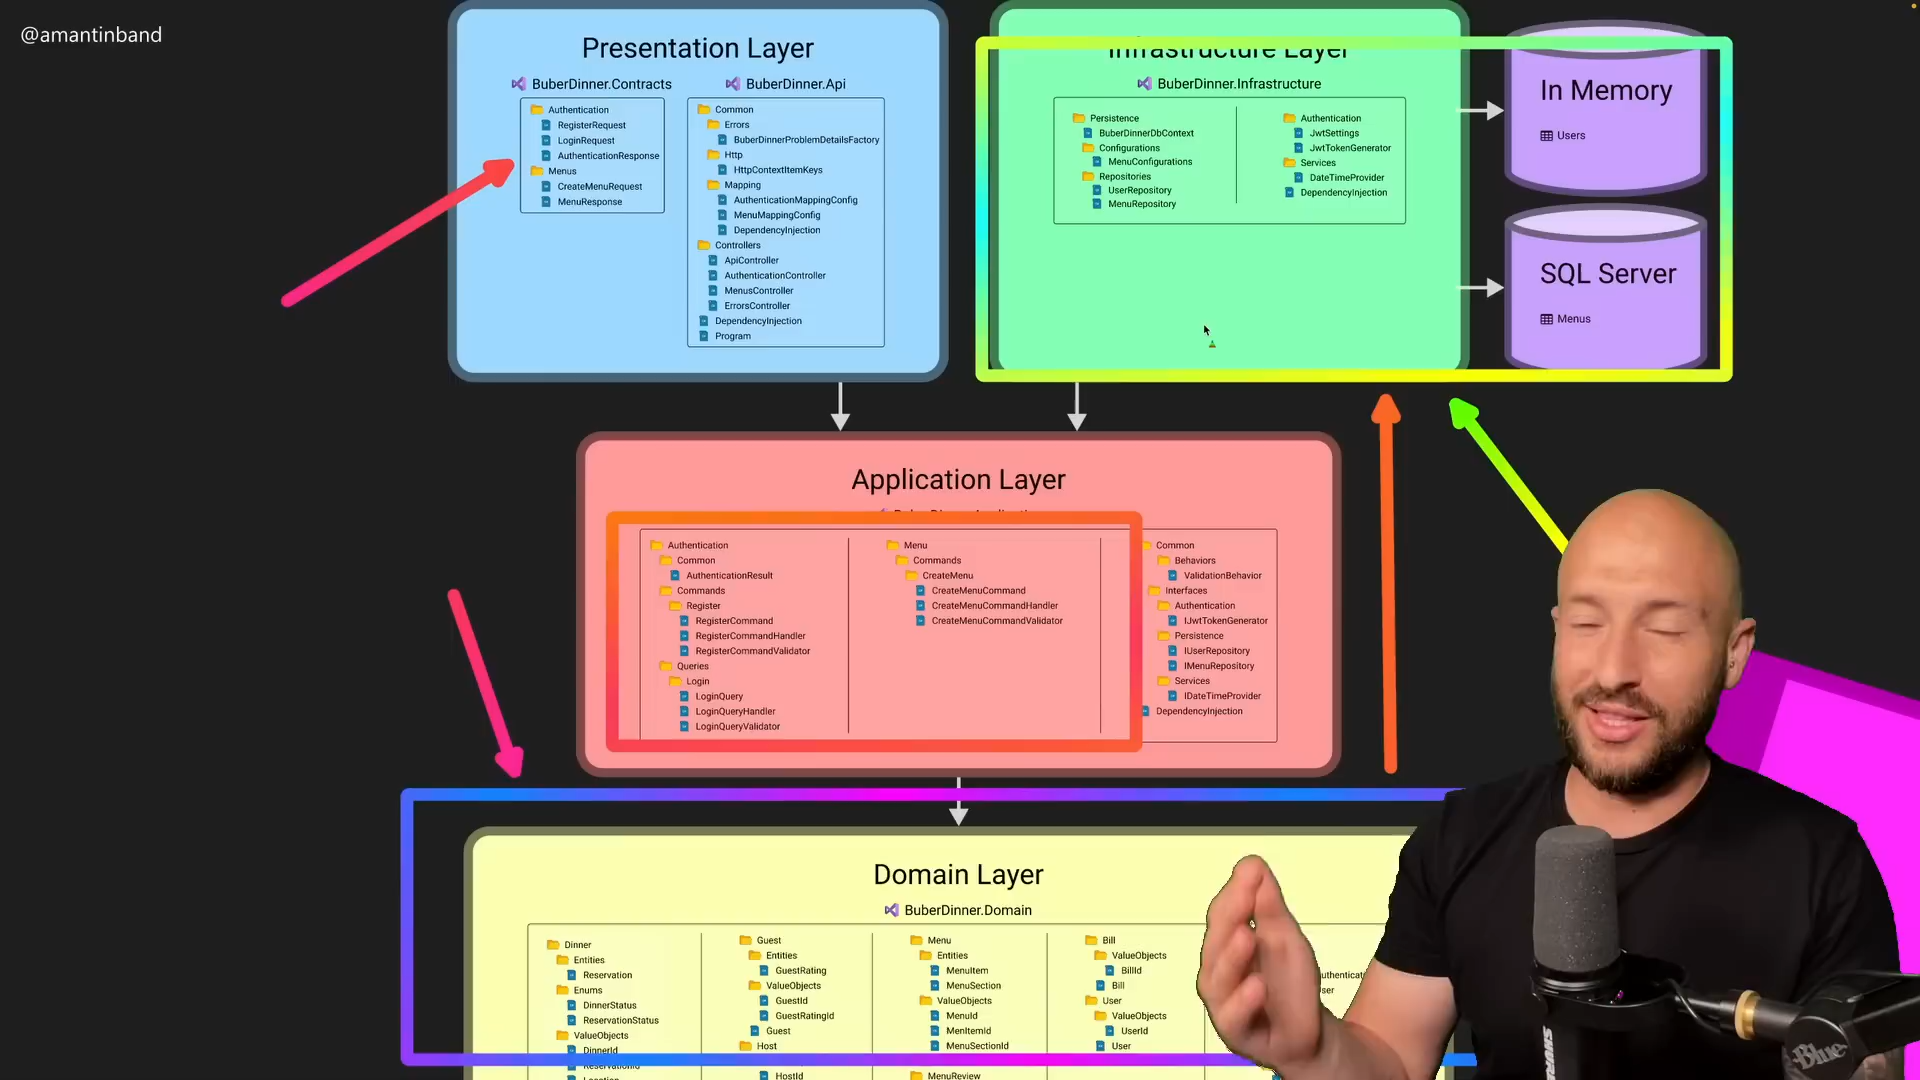 @amantinband
Presentation Layer
BuberDinner.Contracts
Authentication
RegisterRequest
LoginRequest
AuthenticationResponse
Menus
CreateMenuRequest
MenuResponse
BuberDinner.Api
Common
Errors
BuberDinnerProblemDetailsFactory
Http
HttpContextItemKeys
Mapping
AuthenticationMappingConfig
MenuMappingConfig
DependencyInjection
Controllers
ApiController
AuthenticationController
MenusController
ErrorsController
DependencyInjection
Program
Infrastructure Layer
BuberDinner.Infrastructure
Persistence
BuberDinnerDbContext
Configurations
MenuConfigurations
Repositories
UserRepository
MenuRepository
Authentication
JwtSettings
JwtTokenGenerator
Services
DateTimeProvider
DependencyInjection
In Memory
Users
SQL Server
Menus
Application Layer
Authentication
Common
AuthenticationResult
Commands
Register
RegisterCommand
RegisterCommandHandler
RegisterCommandValidator
Queries
Login
LoginQuery
LoginQueryHandler
LoginQueryValidator
Menu
Commands
CreateMenu
CreateMenuCommand
CreateMenuCommandHandler
CreateMenuCommandValidator
Common
Behaviors
ValidationBehavior
Interfaces
Authentication
IJwtTokenGenerator
Persistence
IUserRepository
IMenuRepository
Services
IDateTimeProvider
DependencyInjection
Domain Layer
BuberDinner.Domain
Dinner
Entities
Reservation
Enums
DinnerStatus
ReservationStatus
ValueObjects
DinnerId
Guest
Entities
GuestRating
ValueObjects
GuestId
GuestRatingId
Guest
Host
HostId
Menu
Entities
MenuItem
MenuSection
ValueObjects
MenuId
MenItemId
MenuSectionId
MenuReview
Bill
ValueObjects
BillId
Bill
User
ValueObjects
UserId
User
Blue